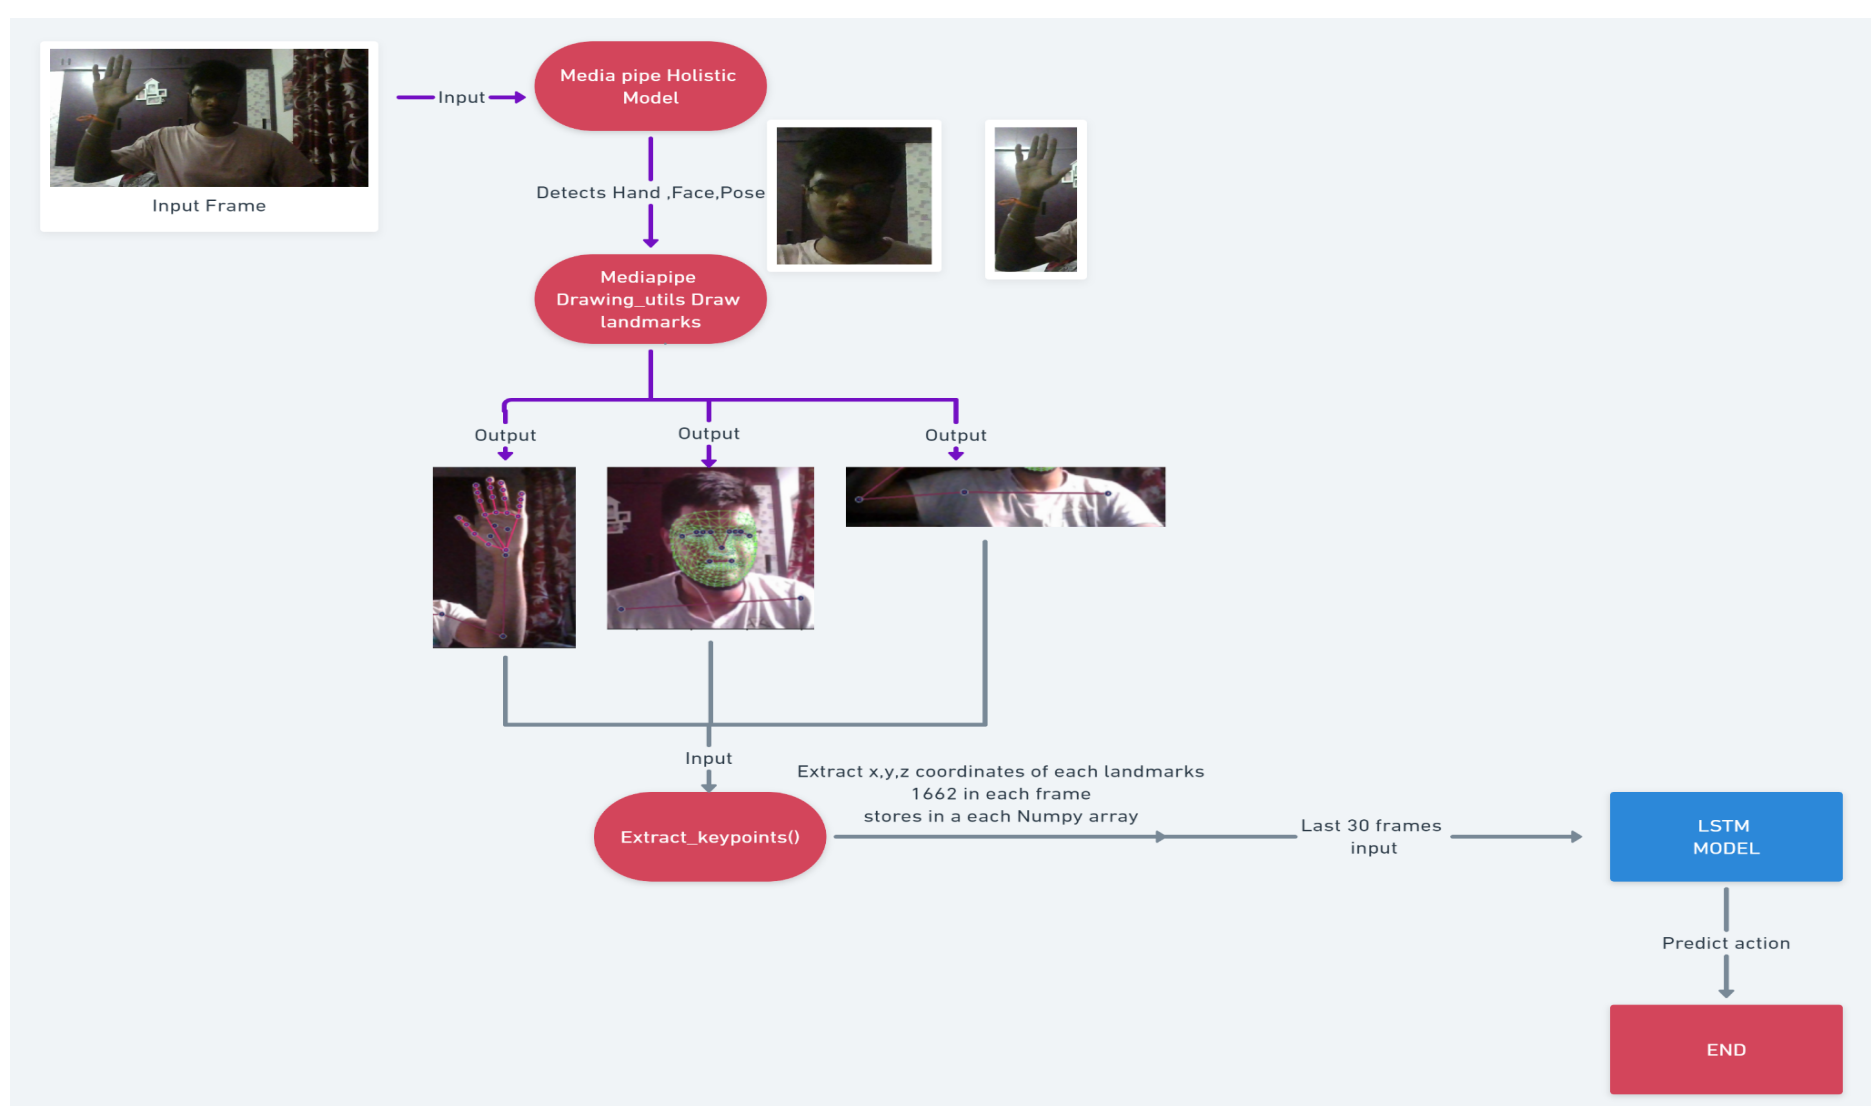 Input Frame
Input
Media pipe Holistic
Model
Detects Hand ,Face,Pose
Mediapipe
Drawing_utils Draw
landmarks
Output
Output
Output
Input
Extract_keypoints()
Extract x,y,z coordinates of each landmarks
1662 in each frame
stores in a each Numpy array
Last 30 frames
input
LSTM
MODEL
Predict action
END